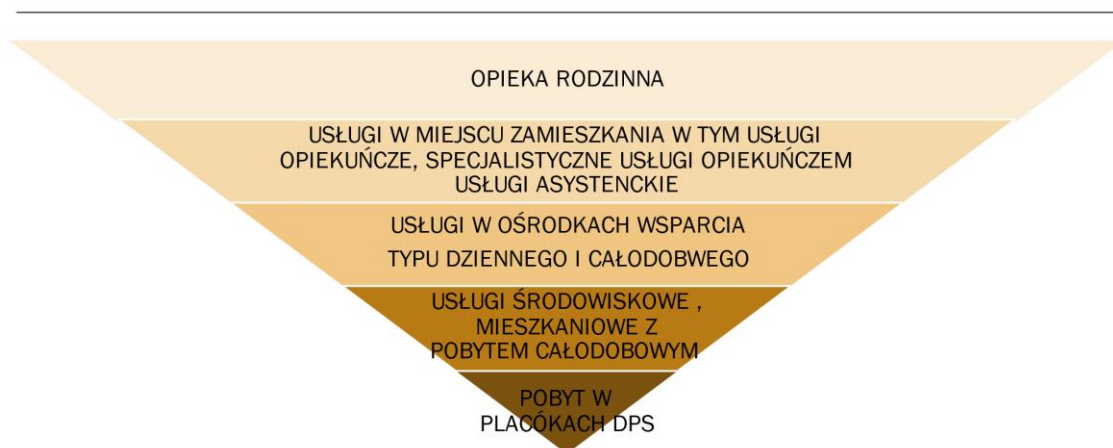 OPIEKA RODZINNA
USŁUGI W MIEJSCU ZAMIESZKANIA W TYM USŁUGI
OPIEKUŃCZE, SPECJALISTYCZNE USŁUGI OPIEKUŃCZEM
USŁUGI ASYSTENCKIE
USŁUGI W OŚRODKACH WSPARCIA
TYPU DZIENNEGO I CAŁODOBWEGO
USŁUGI ŚRODOWISKOWE ,
MIESZKANIOWE Z
POBYTEM CAŁODOBOWYM
POBYT W
PLACÓKACH DPS